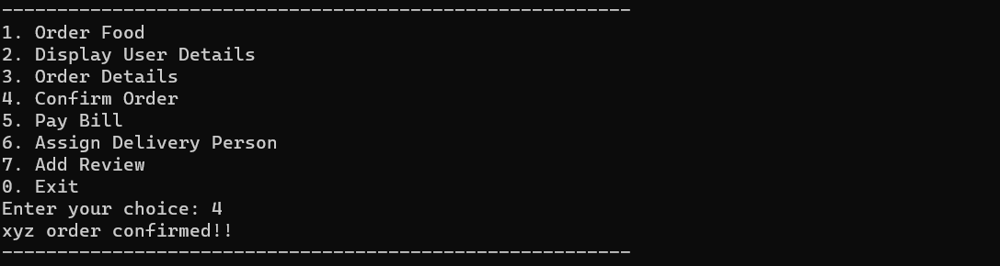 ---------------------------------------------------------
1. Order Food
2. Display User Details
3. Order Details
4. Confirm Order
5. Pay Bill
6. Assign Delivery Person
7. Add Review
0. Exit
Enter your choice: 4
xyz order confirmed!!
---------------------------------------------------------